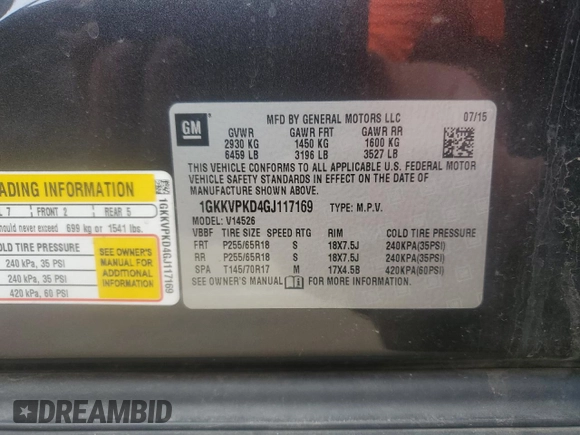 GM
MFD BY GENERAL MOTORS LLC 07/15
GVWR GAWR FRT GAWR RR
2930 KG 1450 KG 1600 KG
6459 LB 3196 LB 3527 LB
THIS VEHICLE CONFORMS TO ALL APPLICABLE U.S. FEDERAL MOTOR
VEHICLE SAFETY STANDARDS IN EFFECT ON THE DATE OF
MANUFACTURE SHOWN ABOVE.
1GKKVPKD4GJ117169 TYPE: M.P.V.
MODEL: V14526
VBBF TIRE SIZE SPEED RTG RIM COLD TIRE PRESSURE
FRT P255/65R18 S 18X7.5J 240KPA(35PSI)
RR P255/65R18 S 18X7.5J 240KPA(35PSI)
SPA T145/70R17 M 17X4.5B 420KPA(60PSI)
SEE OWNER'S MANUAL FOR MORE INFORMATION.
ADING INFORMATION
L 7 FRONT 2 REAR 5
hould never exceed 699 kg or 1541 lbs.
COLD TIRE PRESSURE
240 kPa, 35 PSI
240 kPa, 35 PSI
420 kPa, 60 PSI
SEE OWNER'S
MANUAL FOR
ADDITIONAL
INFORMATION
1GKKVPKD4GJ117169
DREAMBID